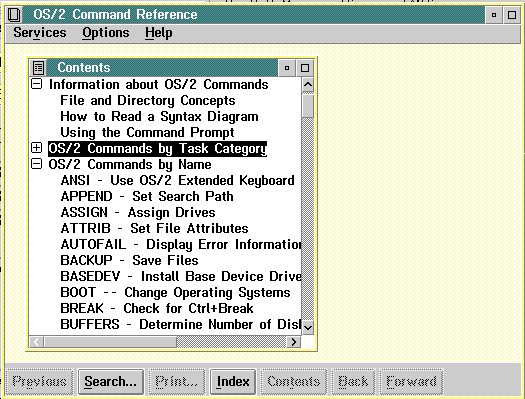 OS/2 Command Reference
Services Options Help
Contents
Information about OS/2 Commands
File and Directory Concepts
How to Read a Syntax Diagram
Using the Command Prompt
OS/2 Commands by Task Category
OS/2 Commands by Name
ANSI - Use OS/2 Extended Keyboard
APPEND - Set Search Path
ASSIGN - Assign Drives
ATTRIB - Set File Attributes
AUTOFAIL - Display Error Information
BACKUP - Save Files
BASEDEV - Install Base Device Drive
BOOT -- Change Operating Systems
BREAK - Check for Ctrl+Break
BUFFERS - Determine Number of Disk
Previous Search... Print... Index Contents Back Forward